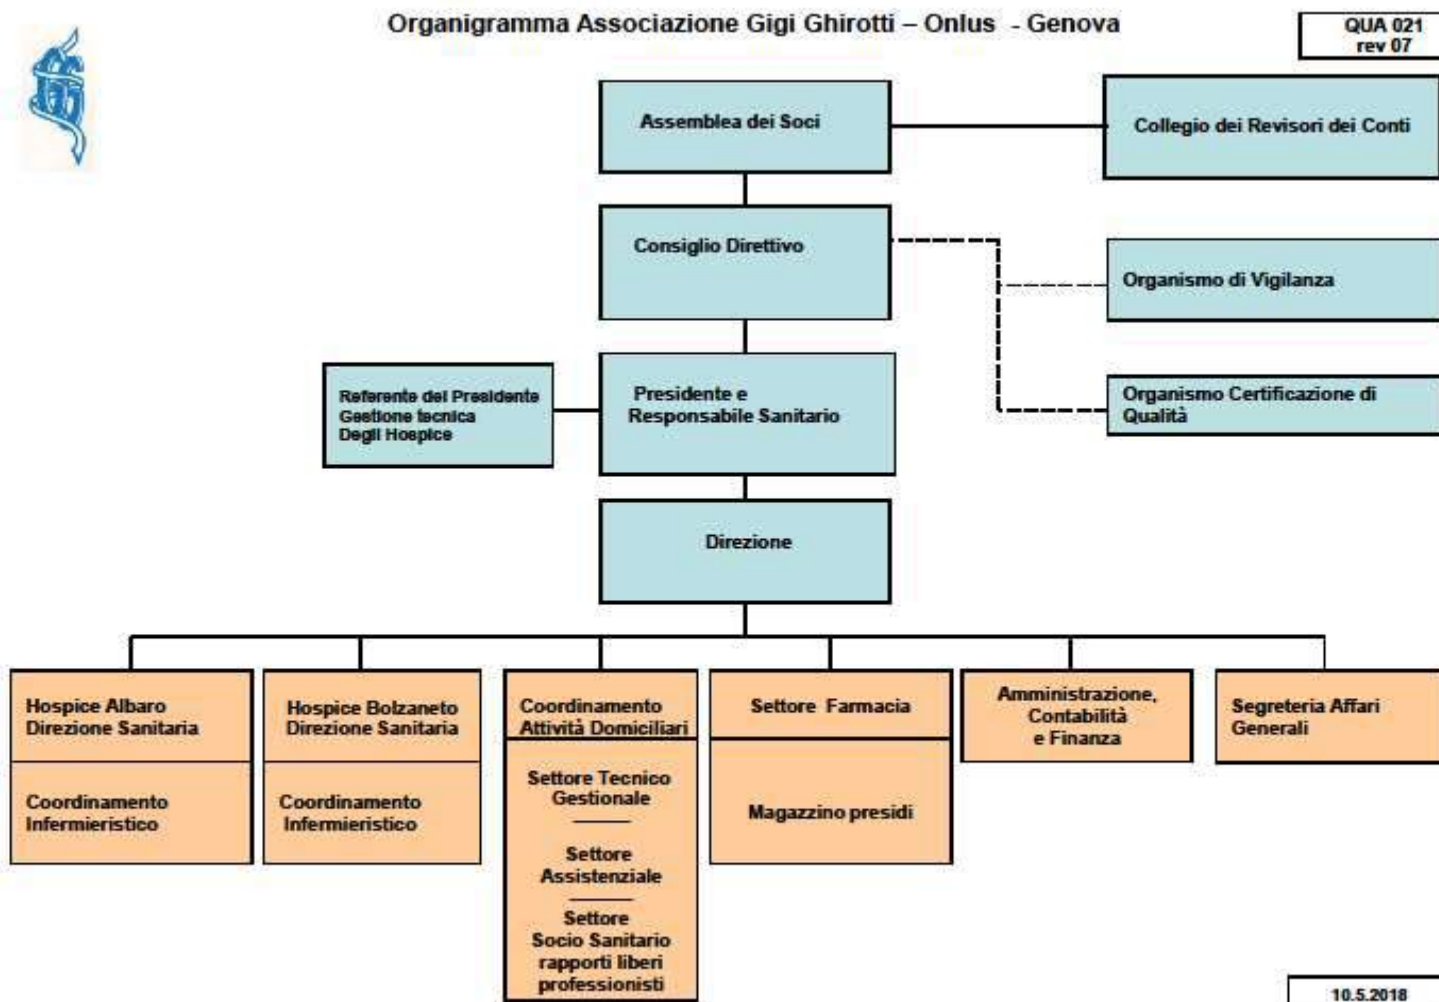 Organigramma Associazione Gigi Ghirotti – Onlus - Genova
QUA 021
rev 07
Assemblea dei Soci
Collegio dei Revisori dei Conti
Consiglio Direttivo
Organismo di Vigilanza
Referente del Presidente
Gestione tecnica
Degli Hospice
Presidente e
Responsabile Sanitario
Organismo Certificazione di
Qualità
Direzione
Hospice Albaro
Direzione Sanitaria
Coordinamento
Infermieristico
Hospice Bolzaneto
Direzione Sanitaria
Coordinamento
Infermieristico
Coordinamento
Attività Domiciliari
Settore Tecnico
Gestionale
Settore
Assistenziale
Settore
Socio Sanitario
rapporti liberi
professionisti
Settore Farmacia
Magazzino presidi
Amministrazione,
Contabilità
e Finanza
Segreteria Affari
Generali
10.5.2018